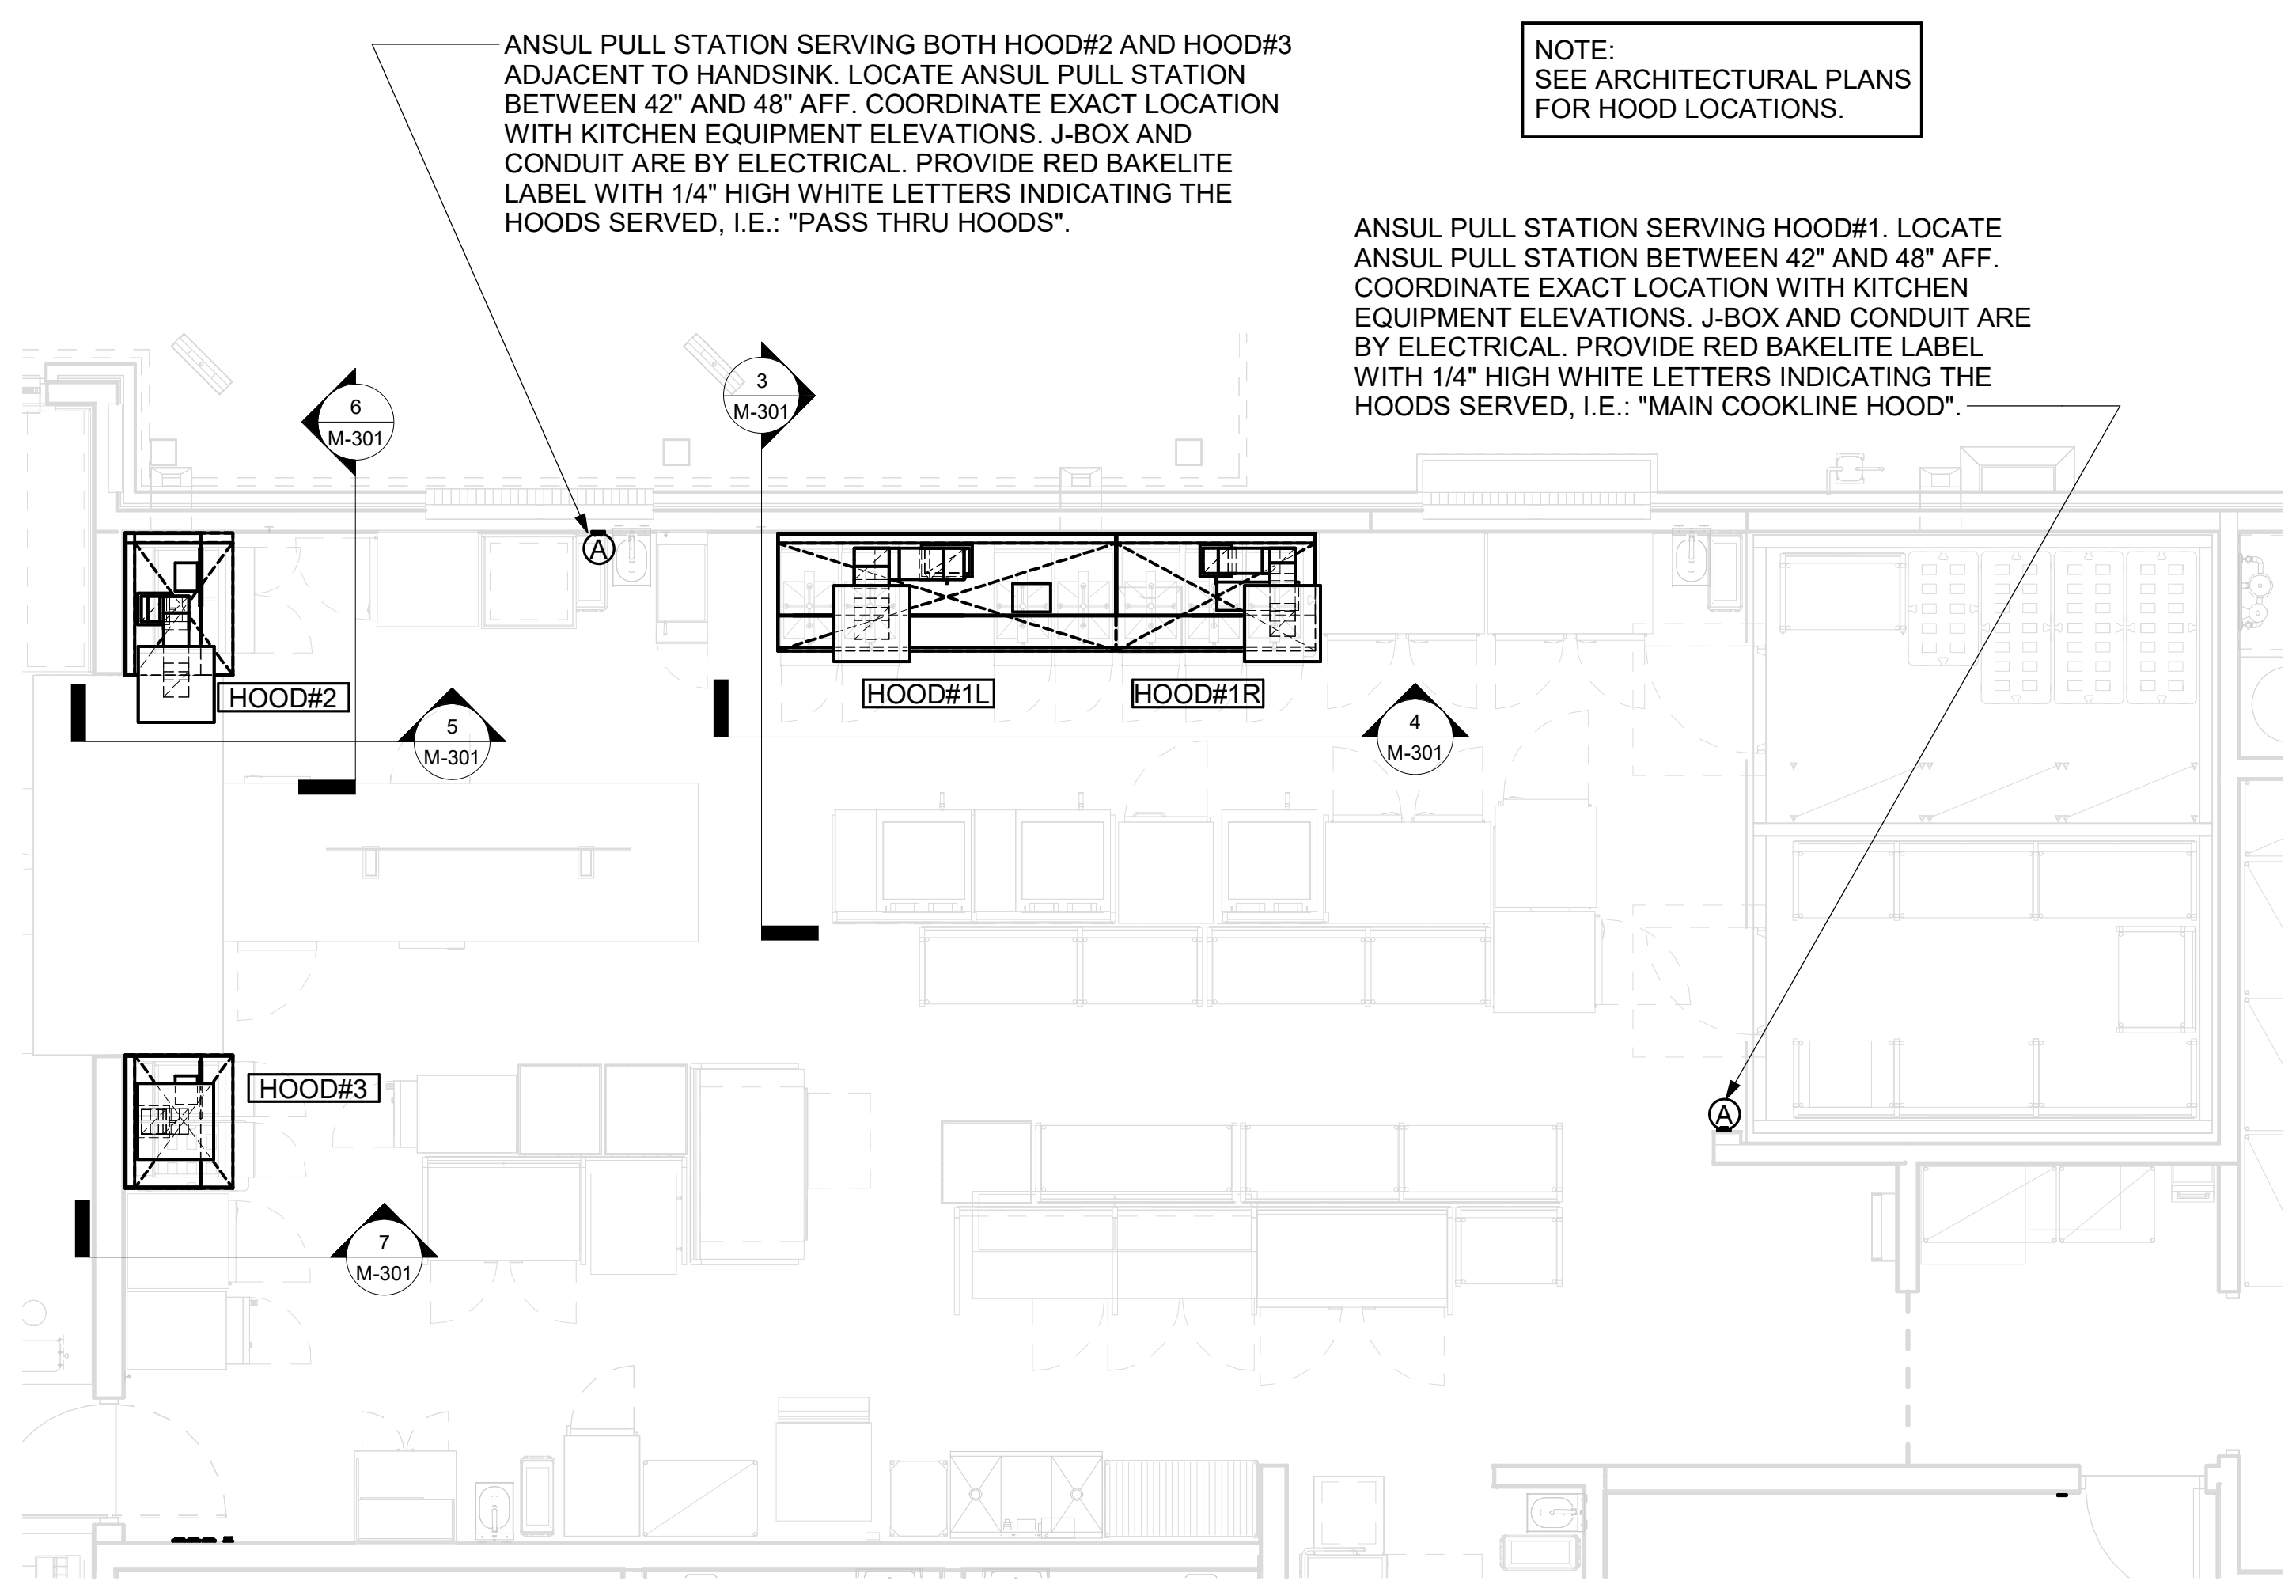 ANSUL PULL STATION SERVING BOTH HOOD#2 AND HOOD#3
ADJACENT TO HANDSINK. LOCATE ANSUL PULL STATION
BETWEEN 42" AND 48" AFF. COORDINATE EXACT LOCATION
WITH KITCHEN EQUIPMENT ELEVATIONS. J-BOX AND
CONDUIT ARE BY ELECTRICAL. PROVIDE RED BAKELITE
LABEL WITH 1/4" HIGH WHITE LETTERS INDICATING THE
HOODS SERVED, I.E.: "PASS THRU HOODS".
NOTE:
SEE ARCHITECTURAL PLANS
FOR HOOD LOCATIONS.
ANSUL PULL STATION SERVING HOOD#1. LOCATE
ANSUL PULL STATION BETWEEN 42" AND 48" AFF.
COORDINATE EXACT LOCATION WITH KITCHEN
EQUIPMENT ELEVATIONS. J-BOX AND CONDUIT ARE
BY ELECTRICAL. PROVIDE RED BAKELITE LABEL
WITH 1/4" HIGH WHITE LETTERS INDICATING THE
HOODS SERVED, I.E.: "MAIN COOKLINE HOOD".
6
M-301
3
M-301
A
HOOD#2
HOOD#1L
HOOD#1R
5
M-301
4
M-301
HOOD#3
A
7
M-301